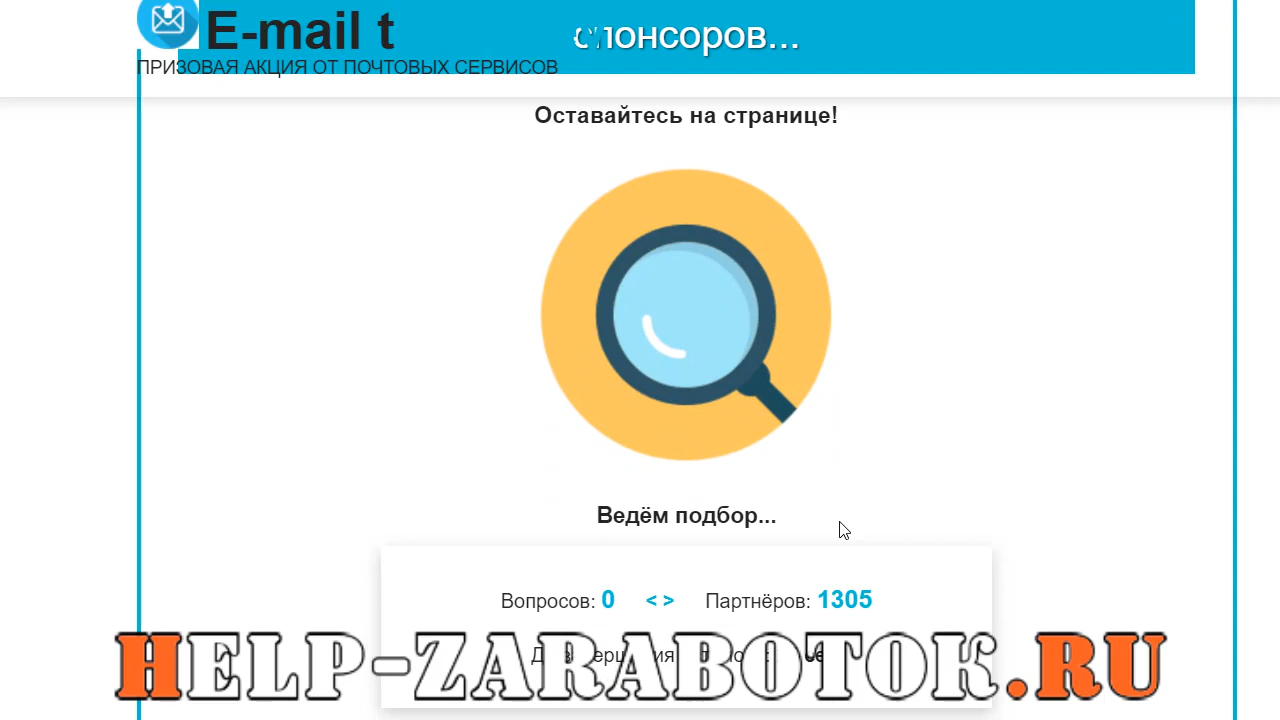 E-mail t
спонсоров...
ПРИЗОВАЯ АКЦИЯ ОТ ПОЧТОВЫХ СЕРВИСОВ
Оставайтесь на странице!
Ведём подбор...
Вопросов: 0 < > Партнёров: 1305
HELP-ZARABOTOK.RU